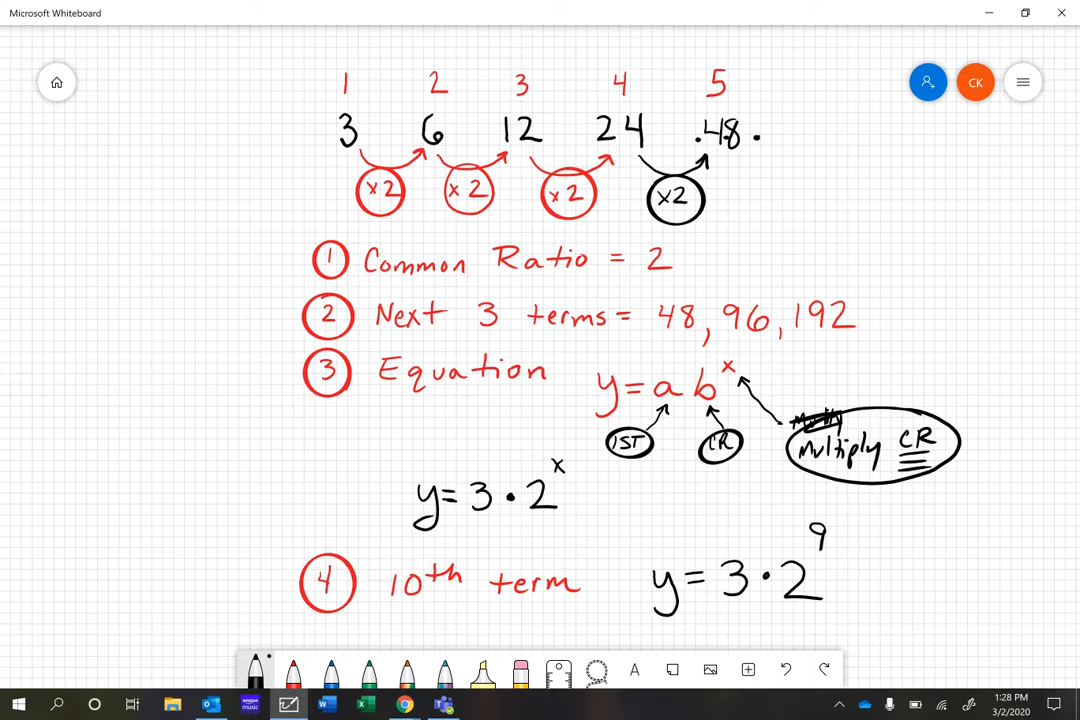 Microsoft Whiteboard
CK
1 2 3 4 5
3 6 12 24 .48.
x2 x2 x2 x2
1 Common Ratio = 2
2 Next 3 terms = 48, 96, 192
3 Equation y = a b^x
1ST CR Multiply CR
y = 3 • 2^x
4 10th term y = 3 • 2^9
A
1:28 PM
3/2/2020